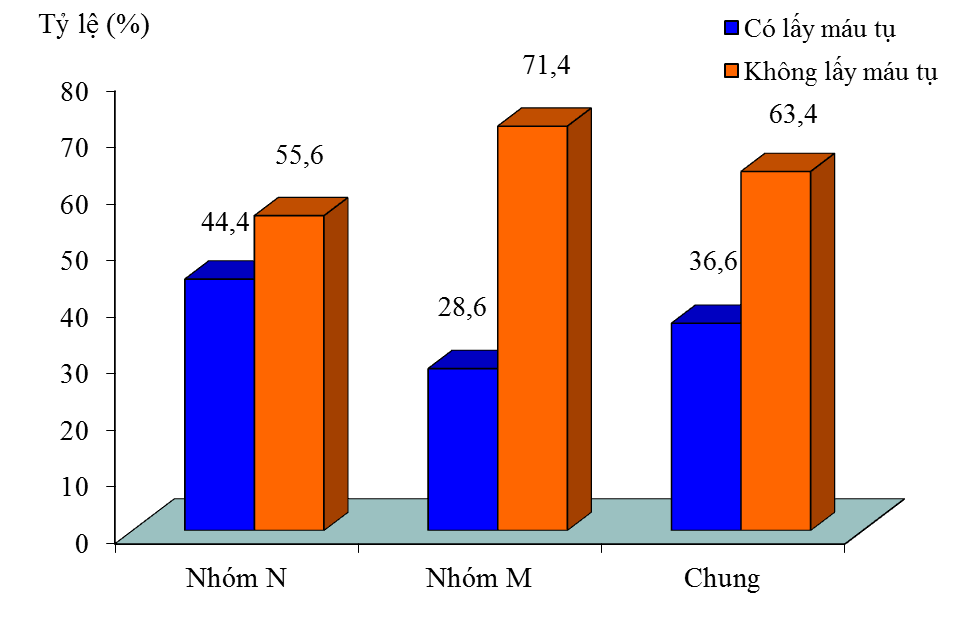 Tỷ lệ (%)
Có lấy máu tụ
Không lấy máu tụ
80
70
60
50
40
30
20
10
0
44,4
55,6
28,6
71,4
36,6
63,4
Nhóm N
Nhóm M
Chung